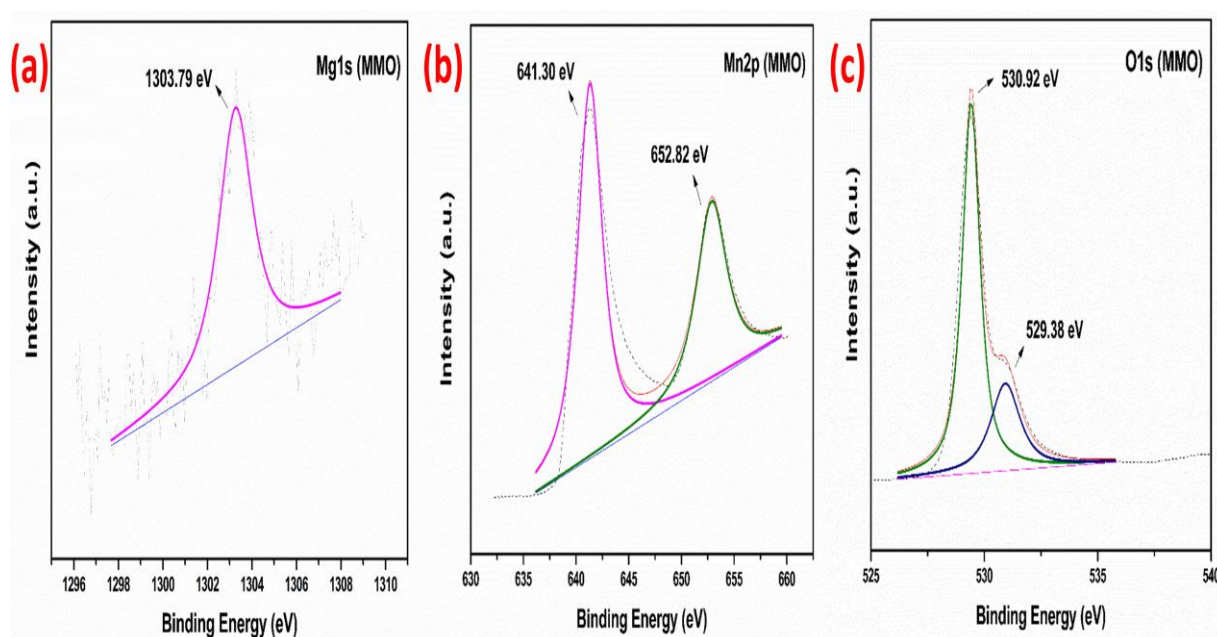 (a)
Mg1s (MMO)
1303.79 eV
Intensity (a.u.)
1296 1298 1300 1302 1303 1304 1306 1308 1310
Binding Energy (eV)
(b)
Mn2p (MMO)
641.30 eV
652.82 eV
Intensity (a.u.)
630 635 640 645 650 655 660
Binding Energy (eV)
(c)
O1s (MMO)
530.92 eV
529.38 eV
Intensity (a.u.)
525 530 535 540
Binding Energy (eV)